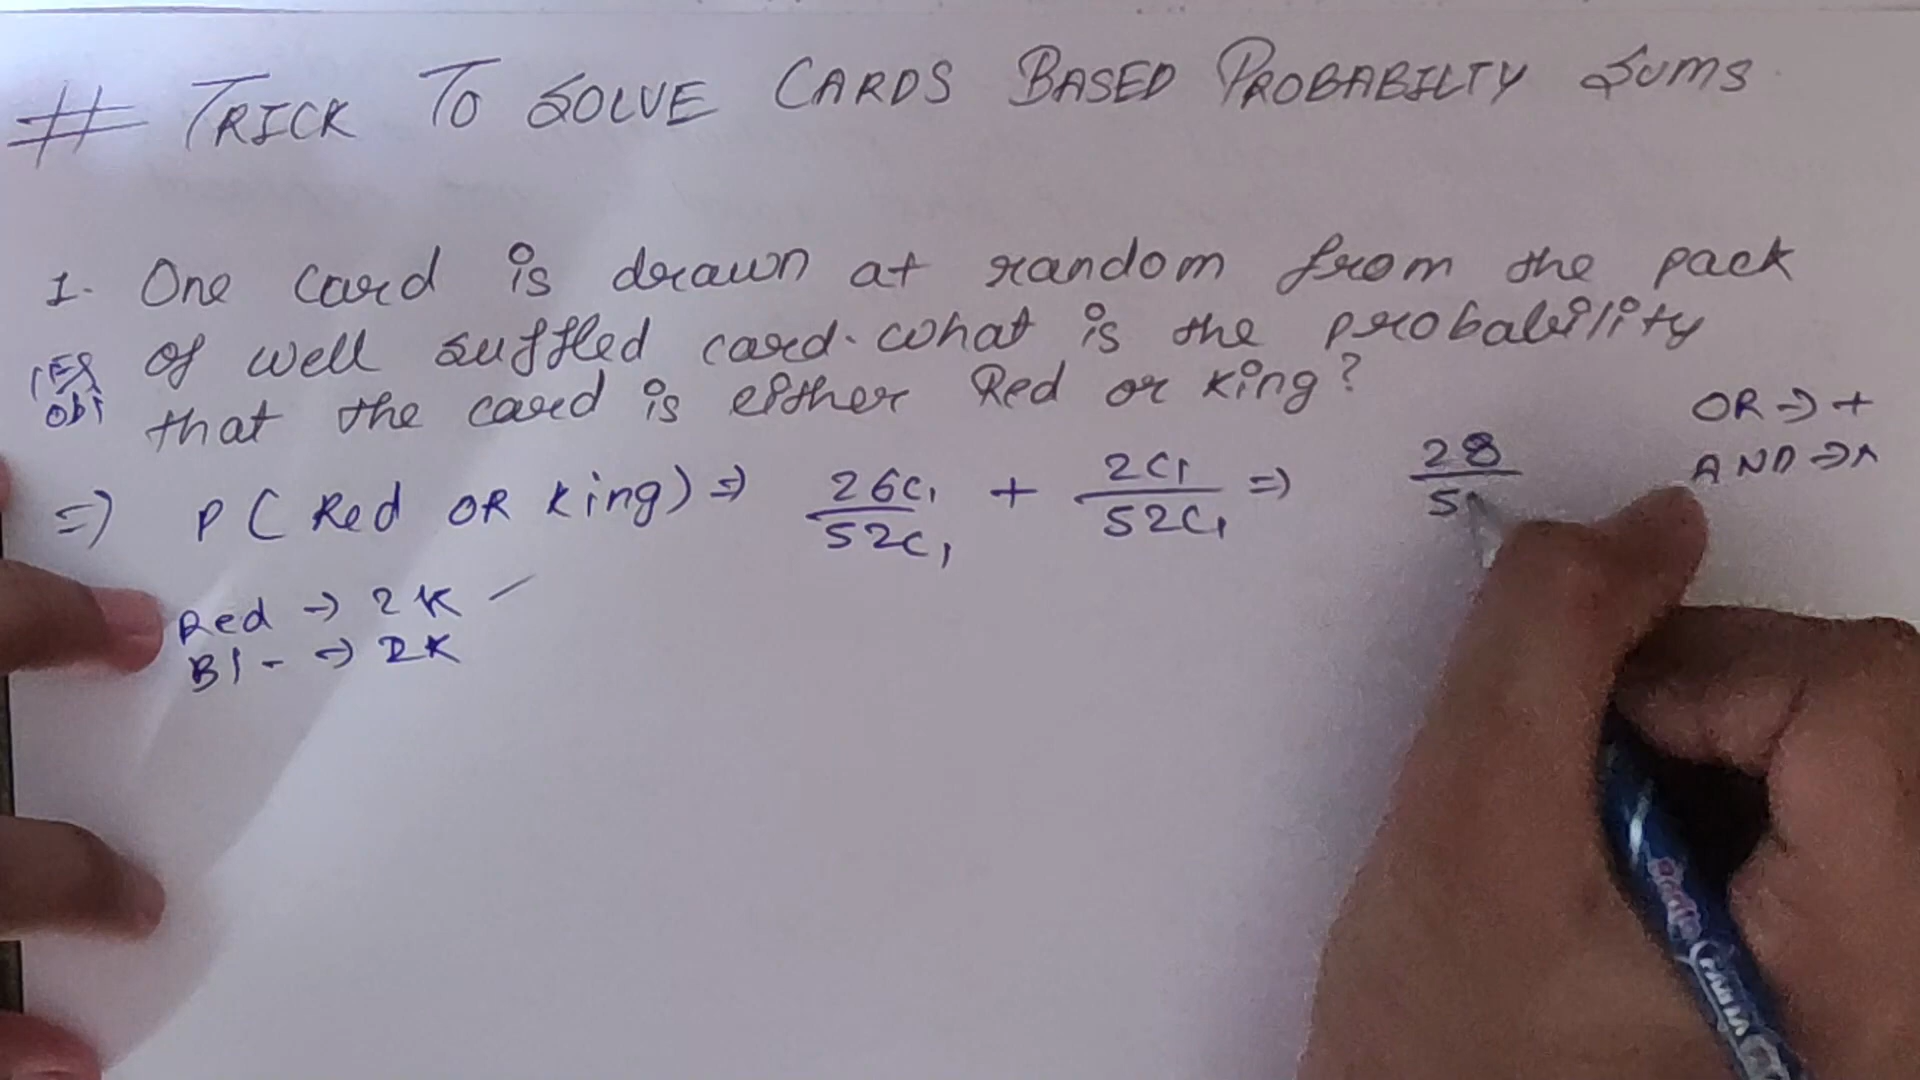 # TRICK TO SOLVE CARDS BASED PROBABILTY SUMS
1. One card is drawn at random from the pack
of well suffled card. what is the probability
that the card is either Red or king?
OR => +
AND =>
=> P ( Red OR king) => 26C1/52C1 + 2C1/52C1 => 28/5
Red -> 2K
Bl - -> 2K